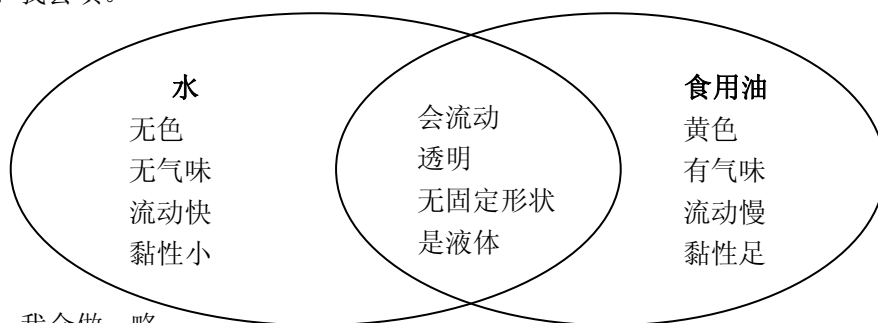 水
无色
无气味
流动快
黏性小
会流动
透明
无固定形状
是液体
食用油
黄色
有气味
流动慢
黏性足